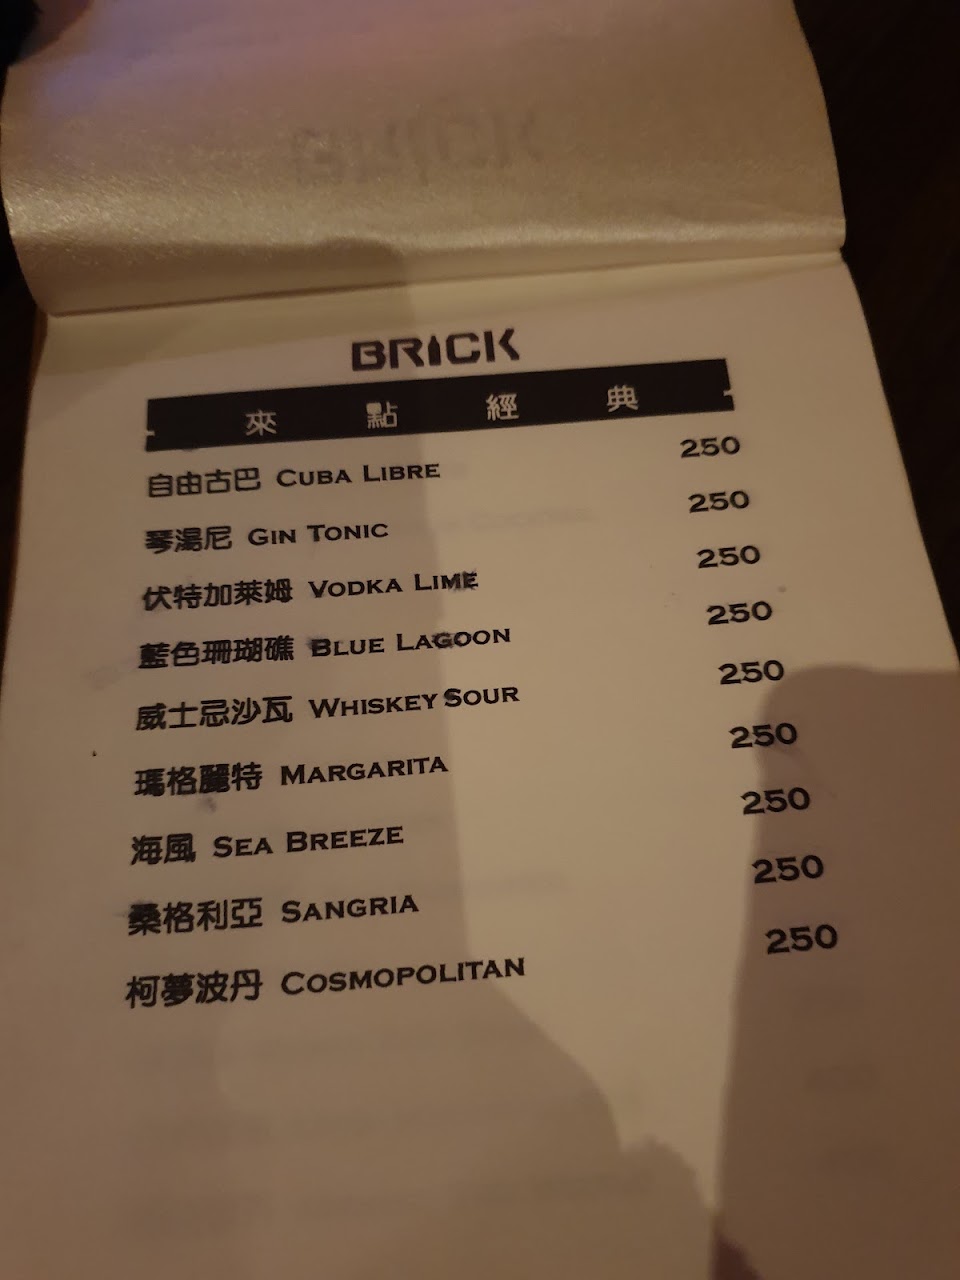 BRICK
來點經典
自由古巴 CUBA LIBRE 250
琴湯尼 GIN TONIC 250
伏特加萊姆 VODKA LIME 250
藍色珊瑚礁 BLUE LAGOON 250
威士忌沙瓦 WHISKEY SOUR 250
瑪格麗特 MARGARITA 250
海風 SEA BREEZE 250
桑格利亞 SANGRIA 250
柯夢波丹 COSMOPOLITAN 250